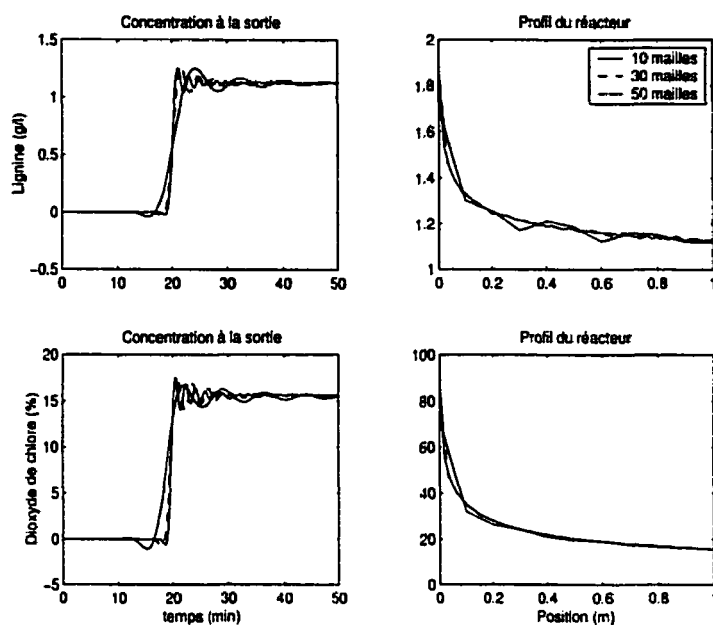 Concentration à la sortie
1.5
1
0.5
0
-0.5
Lignine (g/l)
0 10 20 30 40 50
Profil du réacteur
2
1.8
1.6
1.4
1.2
1
10 mailles
30 mailles
50 mailles
0 0.2 0.4 0.6 0.8 1
Concentration à la sortie
20
15
10
5
0
-5
Dioxyde de chlore (%)
0 10 20 30 40 50
temps (min)
Profil du réacteur
100
80
60
40
20
0
0 0.2 0.4 0.6 0.8 1
Position (m)